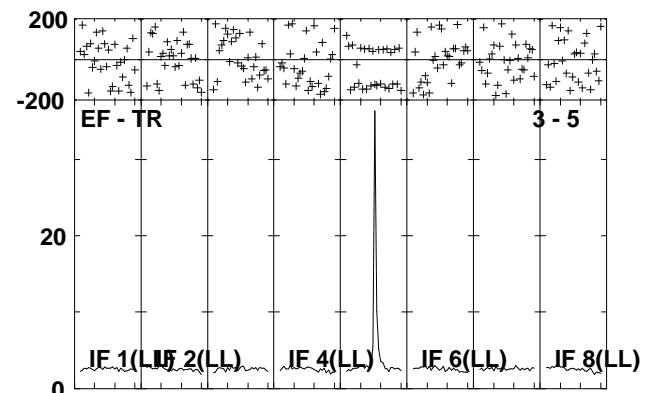 200
-200
EF - TR 3 - 5
20
IF 1(LL) IF 2(LL) IF 4(LL) IF 6(LL) IF 8(LL)
0